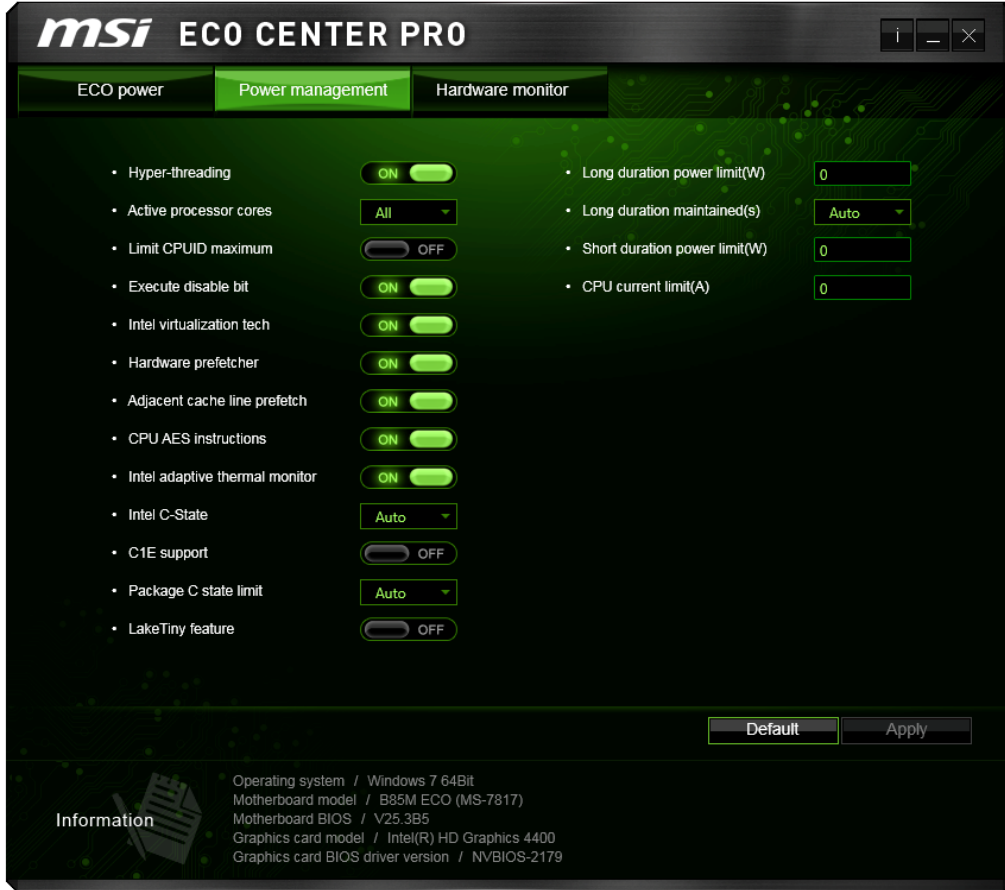 msi ECO CENTER PRO
i
ECO power Power management Hardware monitor
• Hyper-threading ON
• Active processor cores All
• Limit CPUID maximum OFF
• Execute disable bit ON
• Intel virtualization tech ON
• Hardware prefetcher ON
• Adjacent cache line prefetch ON
• CPU AES instructions ON
• Intel adaptive thermal monitor ON
• Intel C-State Auto
• C1E support OFF
• Package C state limit Auto
• LakeTiny feature OFF
• Long duration power limit(W) 0
• Long duration maintained(s) Auto
• Short duration power limit(W) 0
• CPU current limit(A) 0
Default Apply
Information
Operating system / Windows 7 64Bit
Motherboard model / B85M ECO (MS-7817)
Motherboard BIOS / V25.3B5
Graphics card model / Intel(R) HD Graphics 4400
Graphics card BIOS driver version / NVBIOS-2179